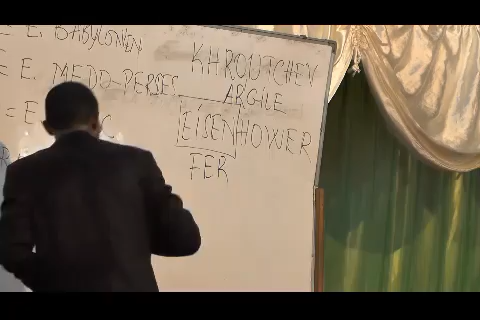 = E. BABYLONIEN
= E. MEDO-PERSES
= E
KHROUTCHEV
ARGILE
EISENHOWER
FER